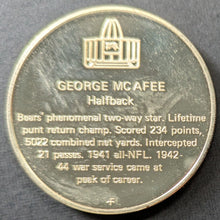 GEORGE MCAFEE
Halfback
Bears' phenomenal two-way star. Lifetime
punt return champ. Scored 234 points,
5022 combined net yards. Intercepted
21 passes. 1941 all-NFL. 1942-
44 war service came at
peak of career.